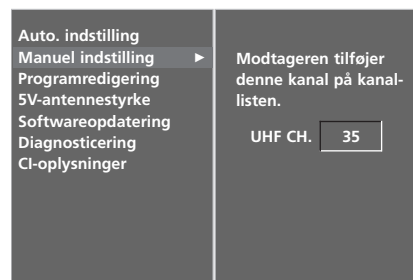 Auto. indstilling
Manuel indstilling ►
Programredigering
5V-antennestyrke
Softwareopdatering
Diagnosticering
CI-oplysninger
Modtageren tilføjer
denne kanal på kanal-
listen.
UHF CH. 35